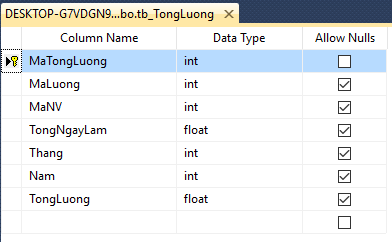 DESKTOP-G7VDGN9...bo.tb_TongLuong
Column Name Data Type Allow Nulls
MaTongLuong int
MaLuong int
MaNV int
TongNgayLam float
Thang int
Nam int
TongLuong float